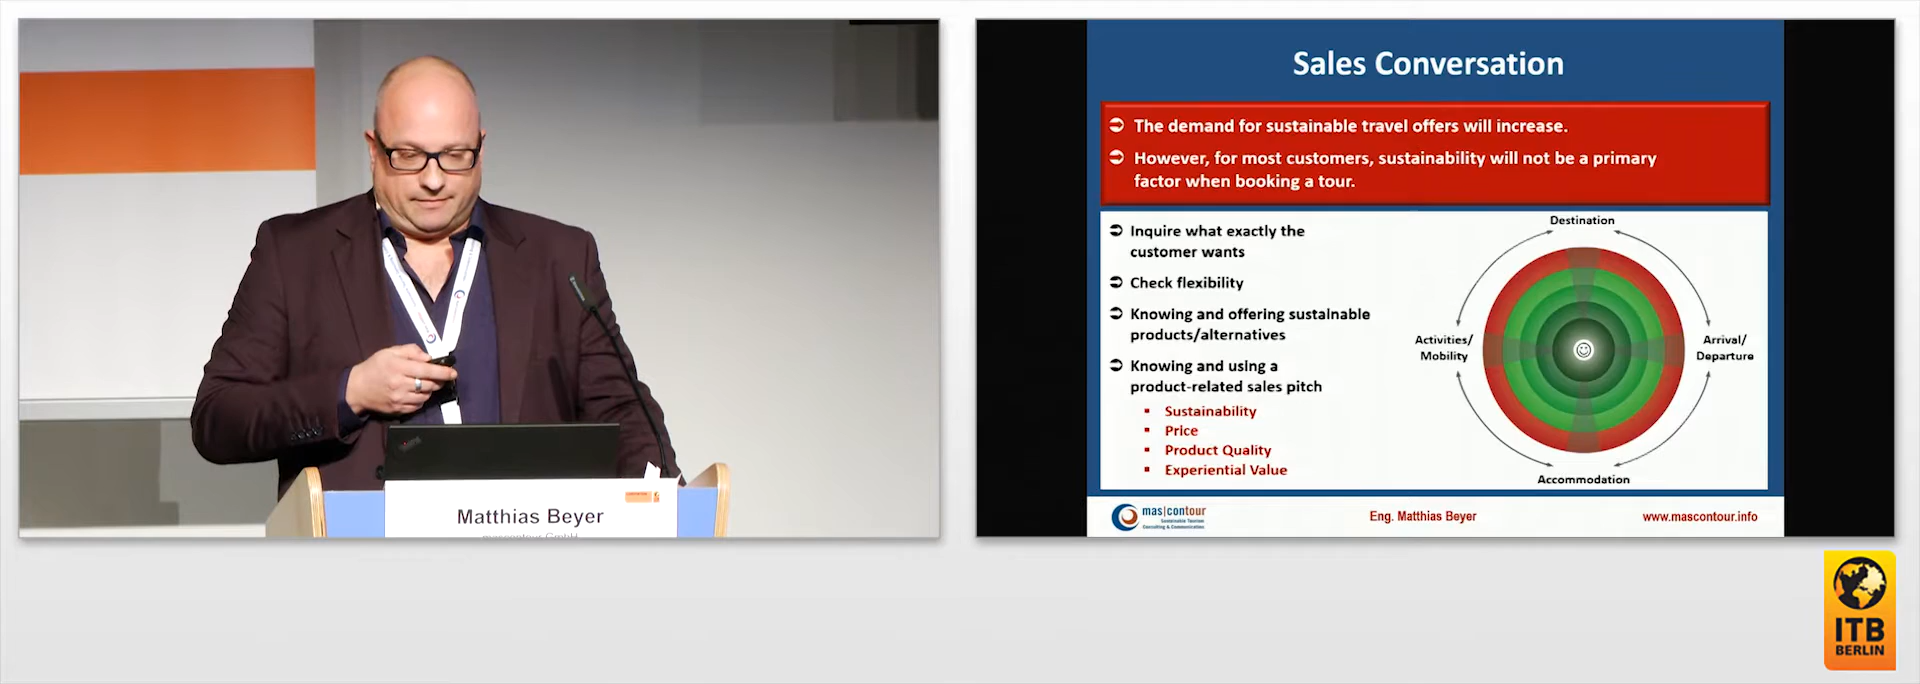 Matthias Beyer
mascontour GmbH
Sales Conversation
The demand for sustainable travel offers will increase.
However, for most customers, sustainability will not be a primary
factor when booking a tour.
Inquire what exactly the
customer wants
Check flexibility
Knowing and offering sustainable
products/alternatives
Knowing and using a
product-related sales pitch
Sustainability
Price
Product Quality
Experiential Value
Destination
Activities/
Mobility
Arrival/
Departure
Accommodation
mas|contour
Sustainable Tourism
Consulting & Communications
Eng. Matthias Beyer
www.mascontour.info
ITB
BERLIN